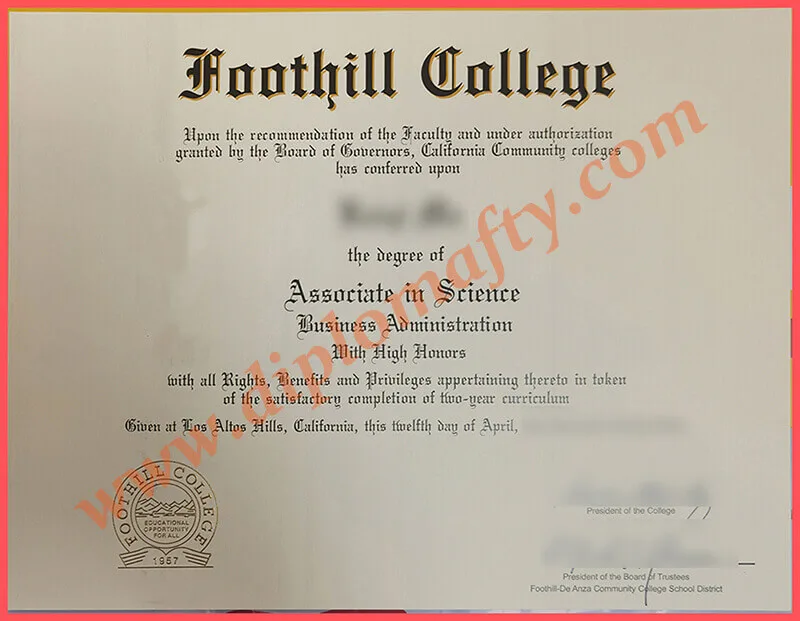 Foothill College
Upon the recommendation of the Faculty and under authorization
granted by the Board of Governors, California Community colleges
has conferred upon
the degree of
Associate in Science
Business Administration
With High Honors
with all Rights, Benefits and Privileges appertaining thereto in token
of the satisfactory completion of two-year curriculum
Given at Los Altos Hills, California, this twelfth day of April,
www.diplomafty.com
FOOTHILL COLLEGE
EDUCATIONAL
OPPORTUNITY
FOR ALL
1957
President of the College
President of the Board of Trustees
Foothill-De Anza Community College School District